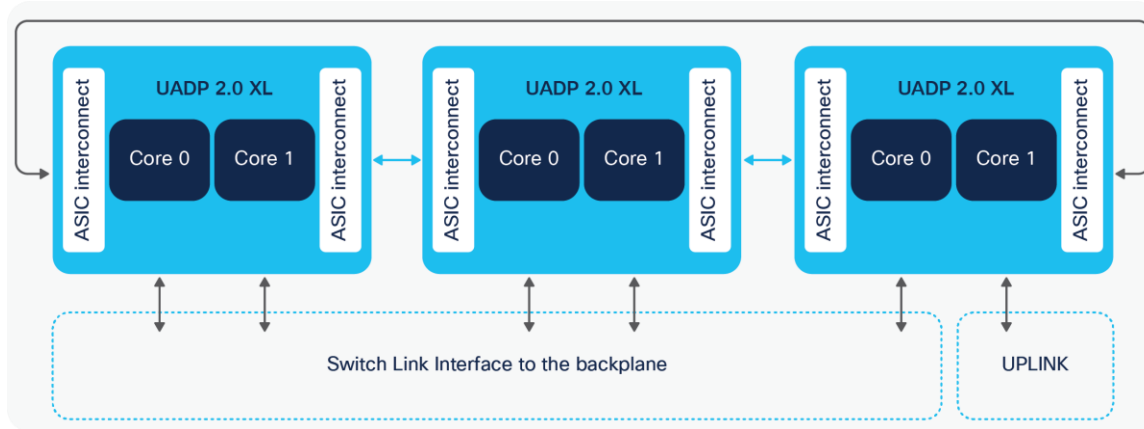 UADP 2.0 XL
ASIC interconnect
Core 0
Core 1
ASIC interconnect
UADP 2.0 XL
ASIC interconnect
Core 0
Core 1
ASIC interconnect
UADP 2.0 XL
ASIC interconnect
Core 0
Core 1
ASIC interconnect
Switch Link Interface to the backplane
UPLINK